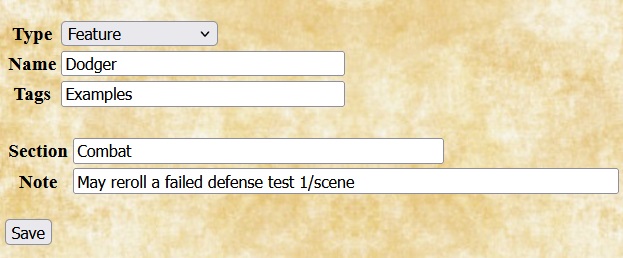 Type Feature
Name Dodger
Tags Examples
Section Combat
Note May reroll a failed defense test 1/scene
Save